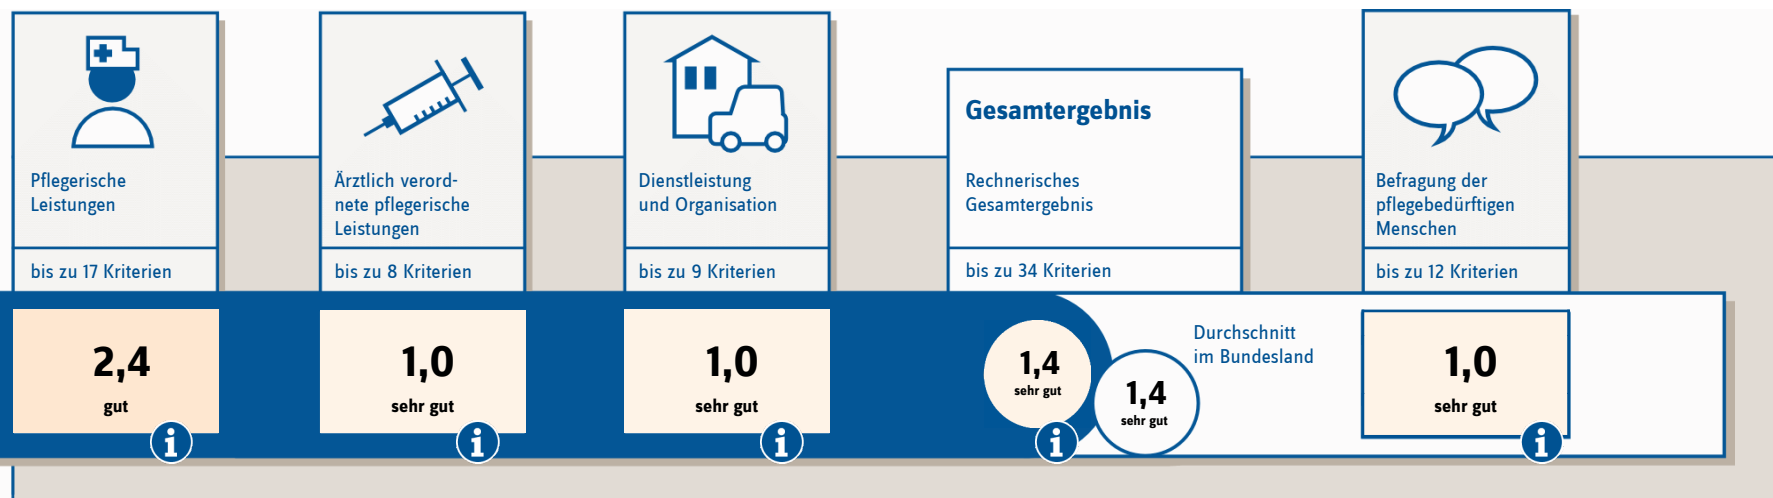 Pflegerische
Leistungen
bis zu 17 Kriterien
2,4
gut
i
Ärztlich verord-
nete pflegerische
Leistungen
bis zu 8 Kriterien
1,0
sehr gut
i
Dienstleistung
und Organisation
bis zu 9 Kriterien
1,0
sehr gut
i
Gesamtergebnis
Rechnerisches
Gesamtergebnis
bis zu 34 Kriterien
1,4
sehr gut
i
Durchschnitt
im Bundesland
1,4
sehr gut
Befragung der
pflegebedürftigen
Menschen
bis zu 12 Kriterien
1,0
sehr gut
i